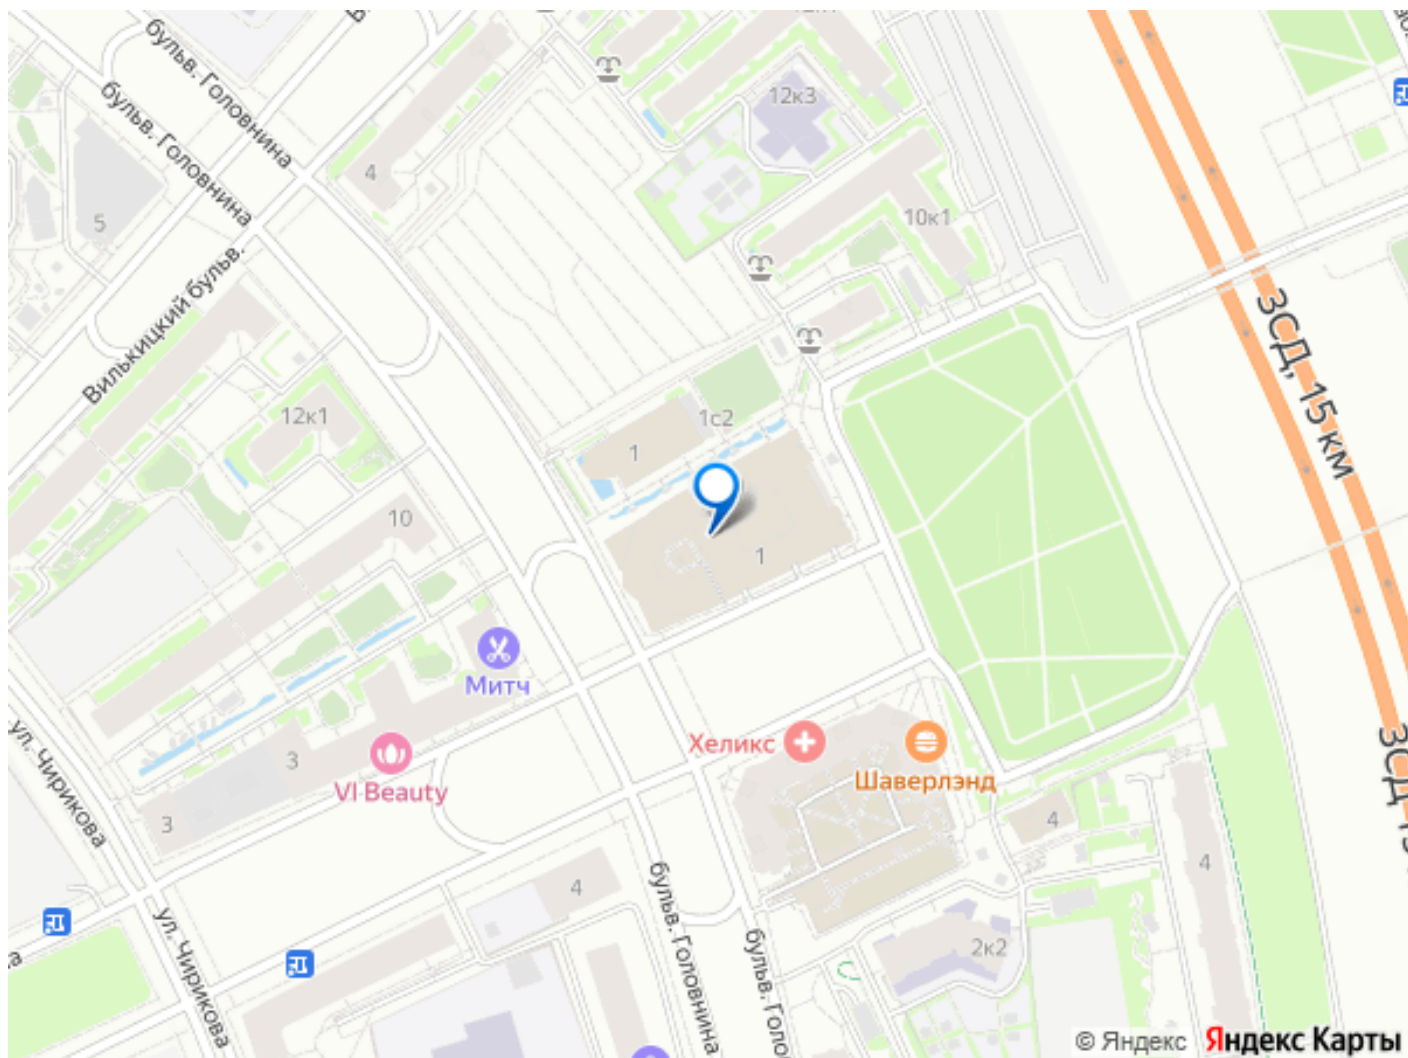 12к1
бульв. Головнина
бульв. Головнина
12к3
4
5
10к1
Вилькицкий бульв.
ЗСД, 15 км
12к1
1с2
1
10
1
Митч
Хеликс
Шаверлэнд
VI Beauty
3
3
ул. Чирикова
4
4
4
бульв. Головнина
ул. Чирикова
2к2
© Яндекс
Яндекс Карты